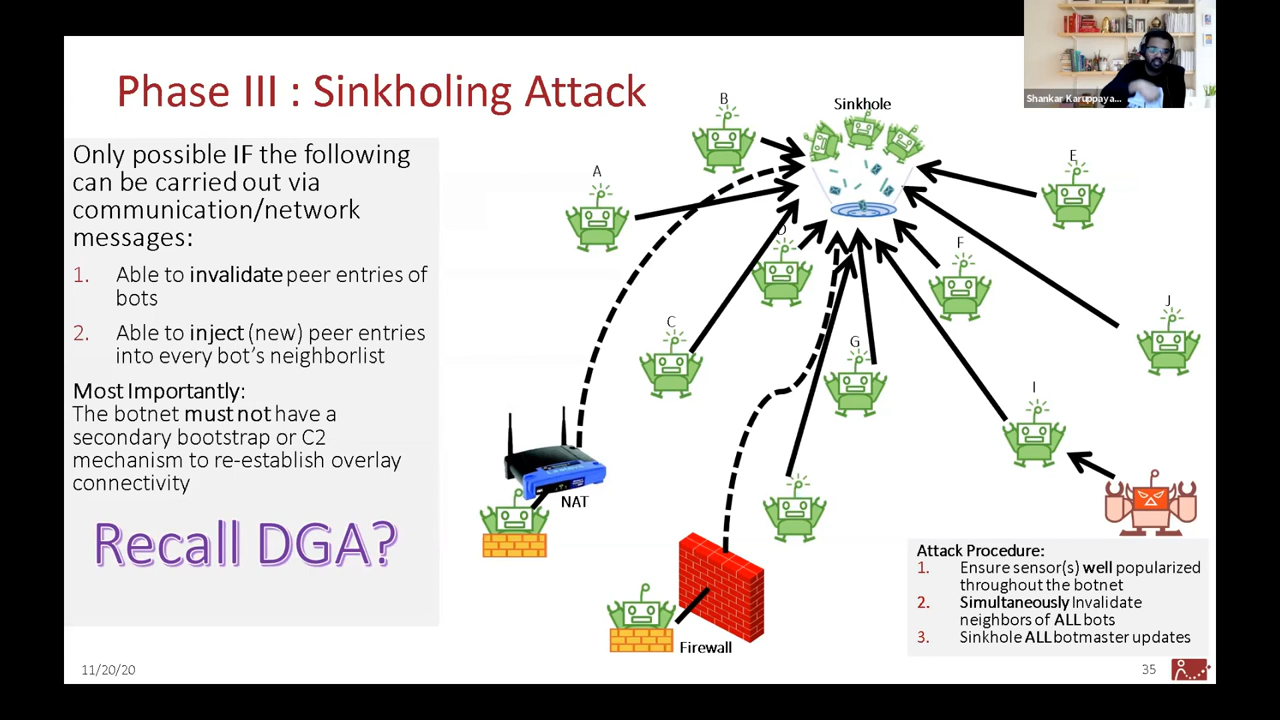 Phase III : Sinkholing Attack
Shankar Karuppaya...
Only possible IF the following
can be carried out via
communication/network
messages:
1. Able to invalidate peer entries of
bots
2. Able to inject (new) peer entries
into every bot's neighborlist
Most Importantly:
The botnet must not have a
secondary bootstrap or C2
mechanism to re-establish overlay
connectivity
Recall DGA?
Sinkhole
B
A
E
D
F
C
G
J
I
NAT
Firewall
Attack Procedure:
1. Ensure sensor(s) well popularized
throughout the botnet
2. Simultaneously Invalidate
neighbors of ALL bots
3. Sinkhole ALL botmaster updates
11/20/20
35